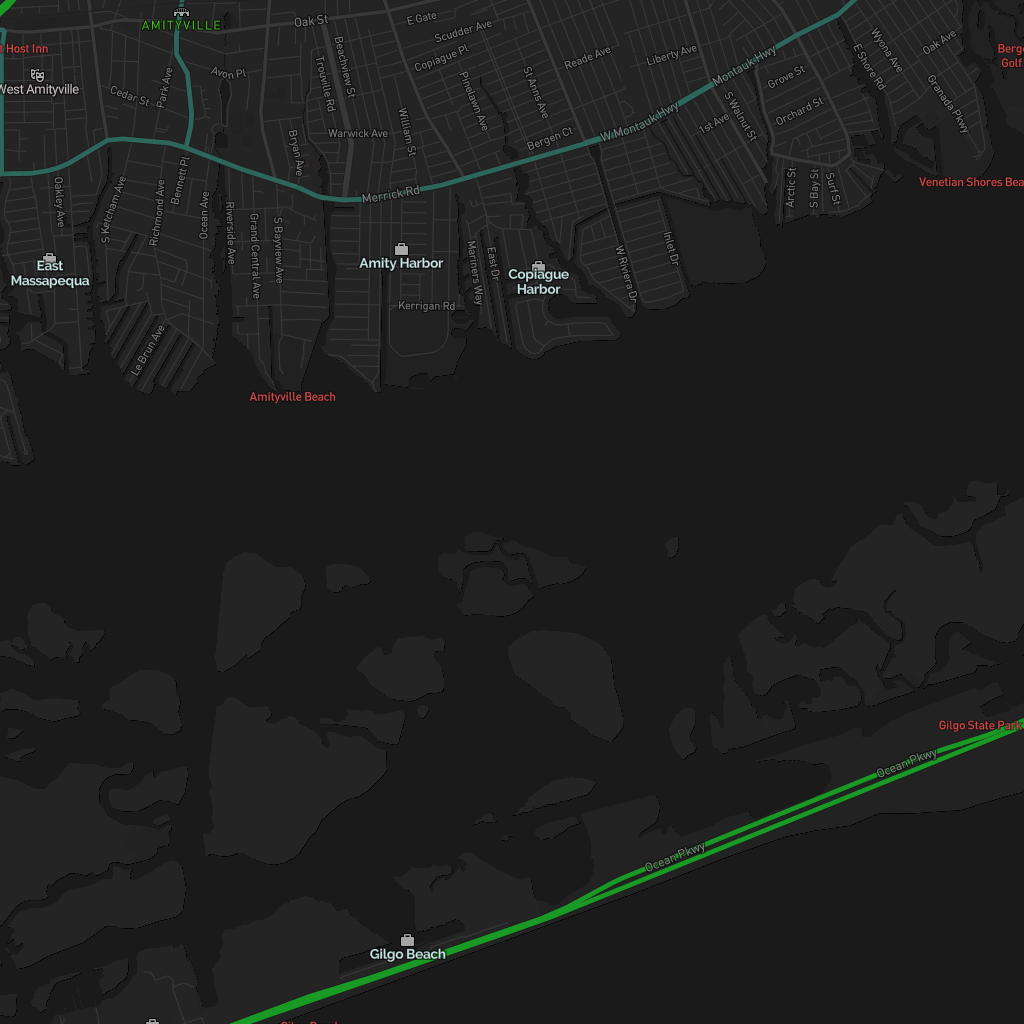 AMITYVILLE
Oak St
E Gate
Scudder Ave
Copiague Pl
Reade Ave
Liberty Ave
Montauk Hwy
W Montauk Hwy
E Shore Rd
Wyona Ave
Oak Ave
Granada Pkwy
Grove St
Orchard St
S Walnut St
1st Ave
Host Inn
West Amityville
Cedar St
Park Ave
Avon Pl
Beachview St
Trouville Rd
Pinelawn Ave
St Anns Ave
William St
Warwick Ave
Bryan Ave
Bergen Ct
Merrick Rd
Golf
Venetian Shores Bea
Arctic St
S Bay St
Surf St
Oakley Ave
S Ketcham Ave
Richmond Ave
Bennett Pl
Ocean Ave
Riverside Ave
Grand Central Ave
S Bayview Ave
East
Massapequa
Amity Harbor
Kerrigan Rd
Mariners Way
East Dr
Copiague
Harbor
W Riviera Dr
Inlet Dr
Le Brun Ave
Amityville Beach
Gilgo State Park
Ocean Pkwy
Ocean Pkwy
Gilgo Beach